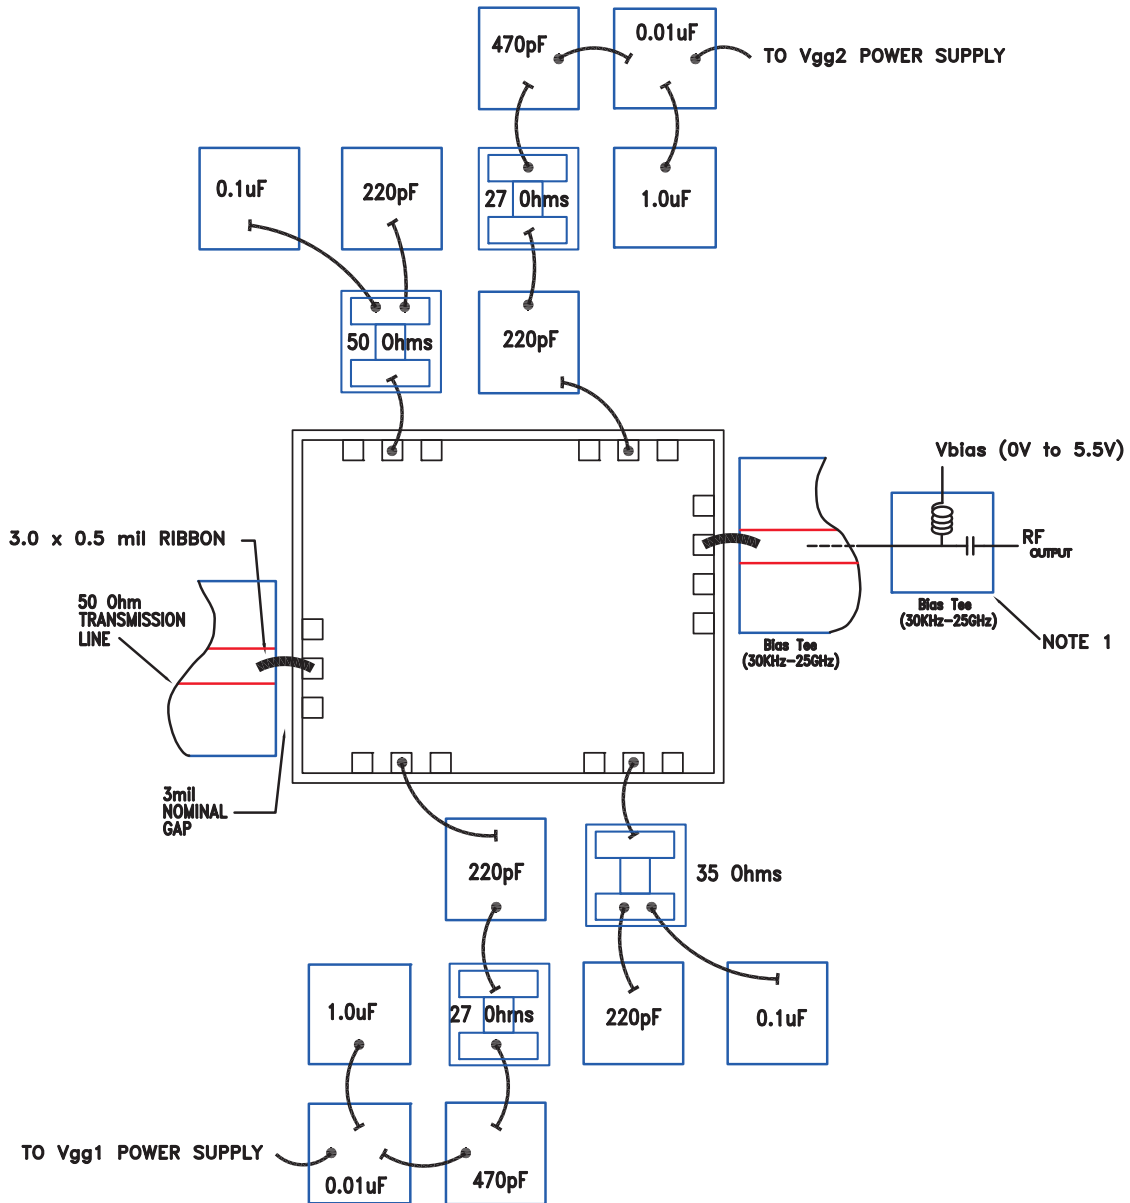 470pF
0.01uF
TO Vgg2 POWER SUPPLY
0.1uF
220pF
27 Ohms
1.0uF
50 Ohms
220pF
Vbias (0V to 5.5V)
3.0 x 0.5 mil RIBBON
RF
OUTPUT
50 Ohm
TRANSMISSION
LINE
Bias Tee
(30KHz-25GHz)
NOTE 1
Bias Tee
(30KHz-25GHz)
3mil
NOMINAL
GAP
220pF
35 Ohms
1.0uF
27 Ohms
220pF
0.1uF
TO Vgg1 POWER SUPPLY
0.01uF
470pF